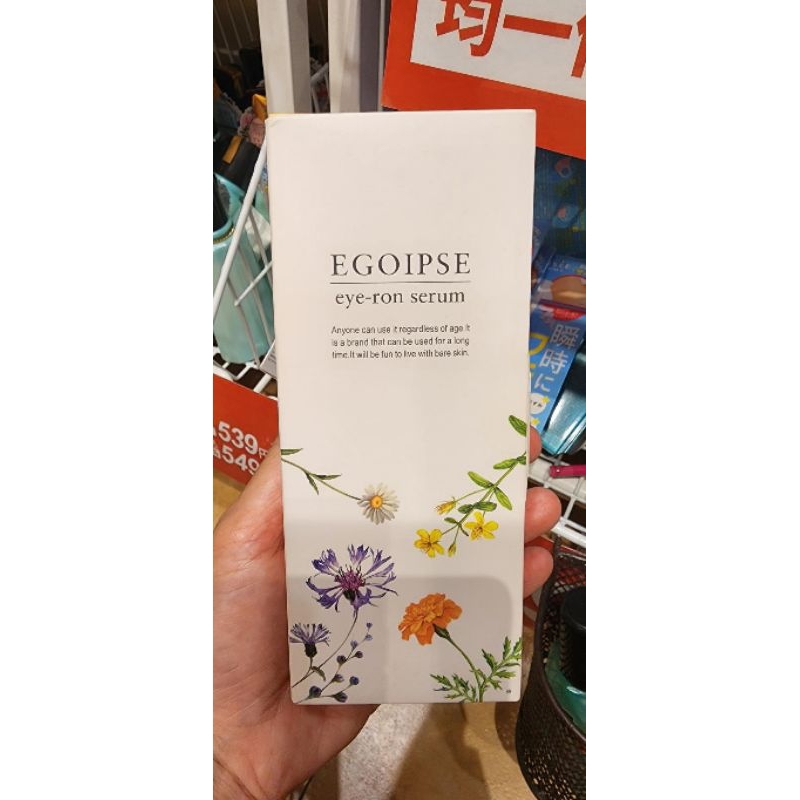 均一
EGOIPSE
eye-ron serum
Anyone can use it regardless of age.It
is a brand that can be used for a long
time.It will be fun to live with bare skin.
瞬時に
539
549